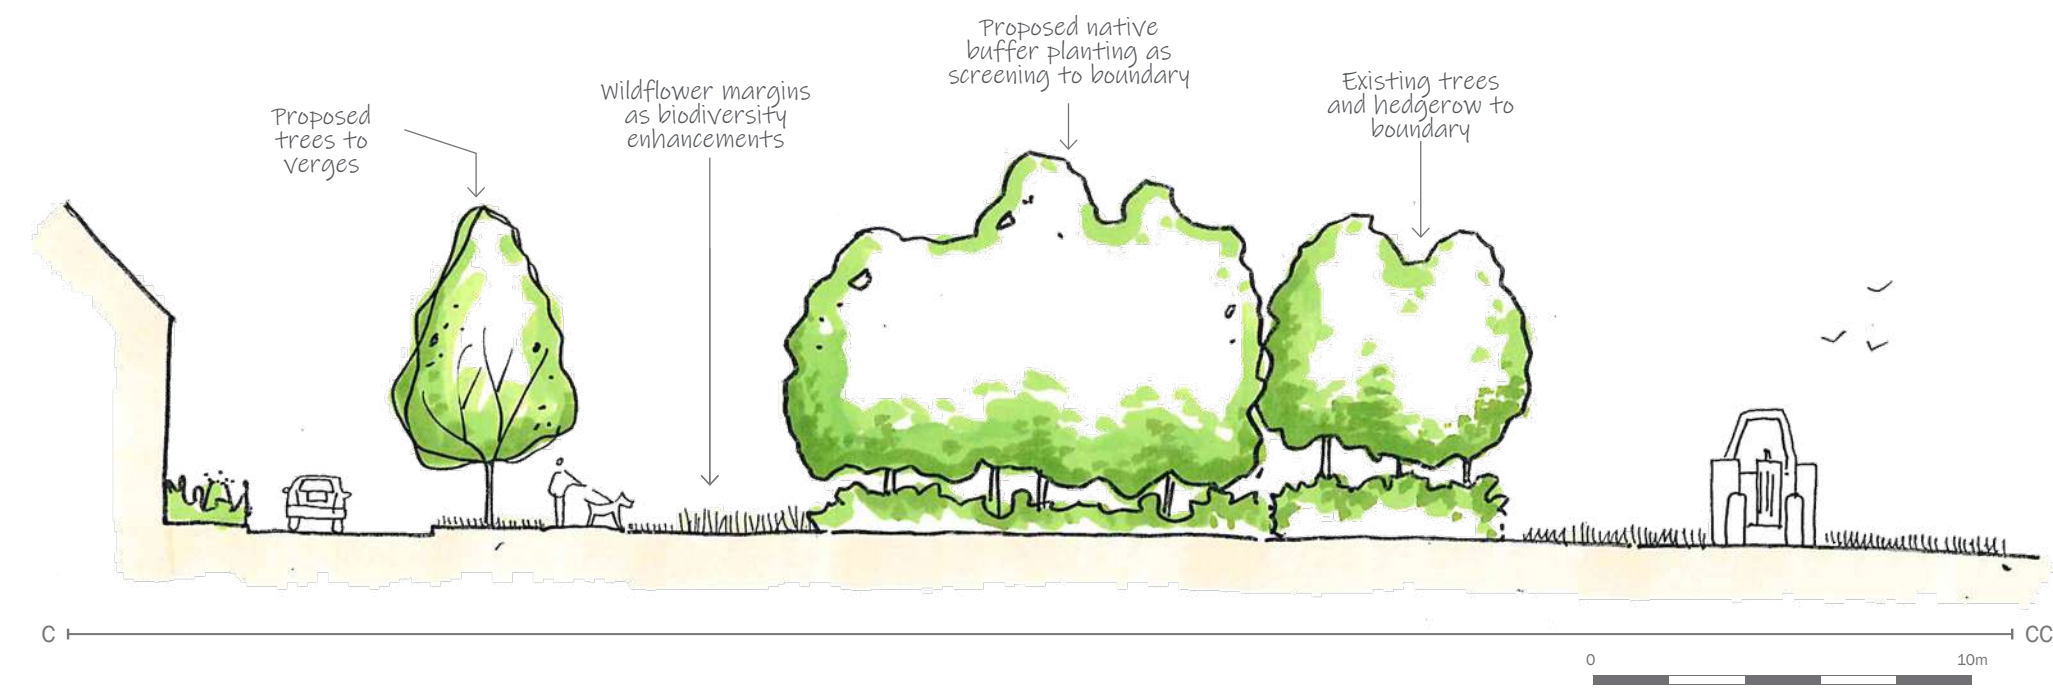 Proposed
trees to
verges
Wildflower margins
as biodiversity
enhancements
Proposed native
buffer planting as
screening to boundary
Existing trees
and hedgerow to
boundary
C
CC
0
10m